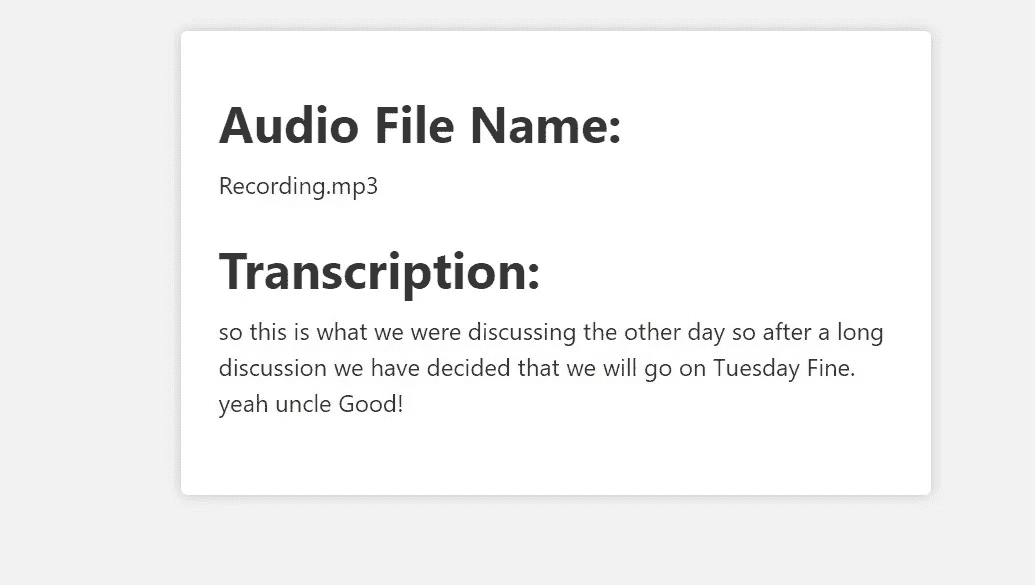 Audio File Name:
Recording.mp3
Transcription:
so this is what we were discussing the other day so after a long
discussion we have decided that we will go on Tuesday Fine.
yeah uncle Good!